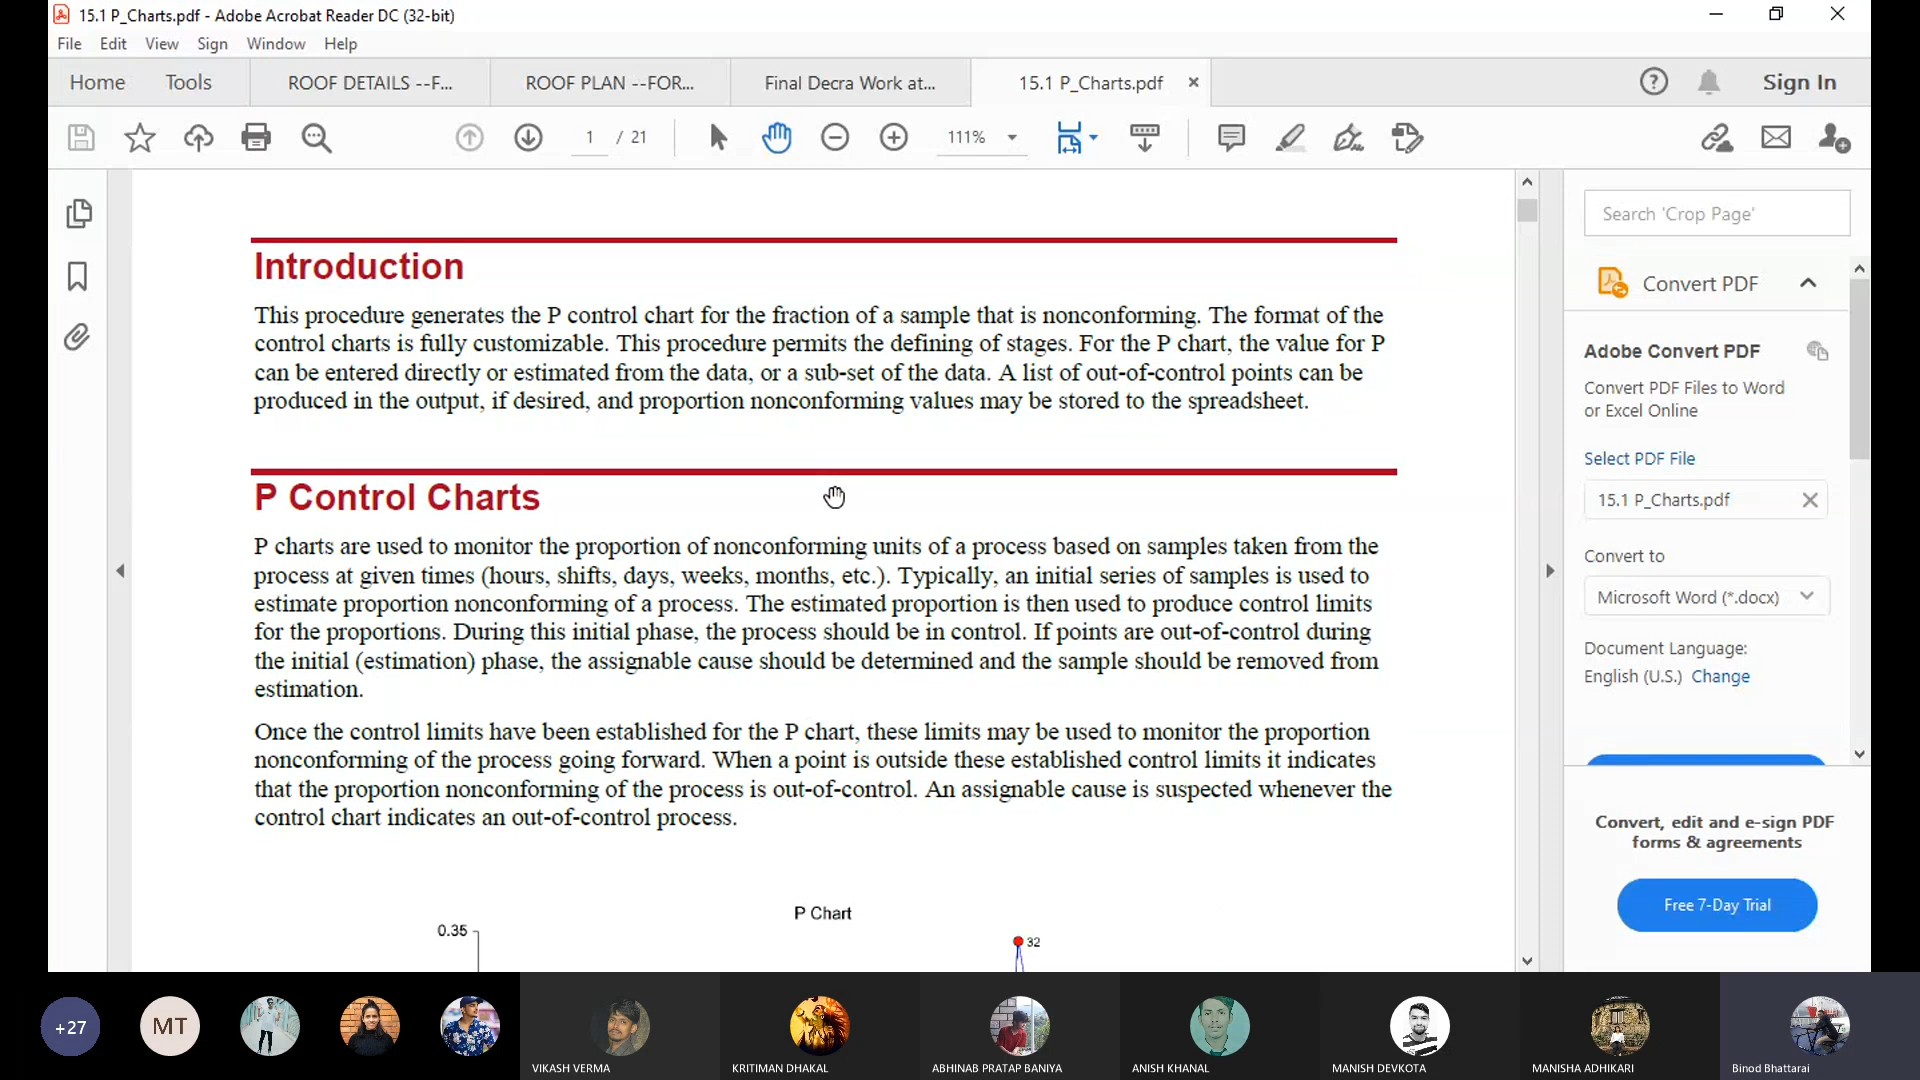 15.1 P_Charts.pdf - Adobe Acrobat Reader DC (32-bit)
File Edit View Sign Window Help
Home Tools ROOF DETAILS --F... ROOF PLAN --FOR... Final Decra Work at... 15.1 P_Charts.pdf Sign In
1 / 21 111%
Introduction
This procedure generates the P control chart for the fraction of a sample that is nonconforming. The format of the
control charts is fully customizable. This procedure permits the defining of stages. For the P chart, the value for P
can be entered directly or estimated from the data, or a sub-set of the data. A list of out-of-control points can be
produced in the output, if desired, and proportion nonconforming values may be stored to the spreadsheet.
P Control Charts
P charts are used to monitor the proportion of nonconforming units of a process based on samples taken from the
process at given times (hours, shifts, days, weeks, months, etc.). Typically, an initial series of samples is used to
estimate proportion nonconforming of a process. The estimated proportion is then used to produce control limits
for the proportions. During this initial phase, the process should be in control. If points are out-of-control during
the initial (estimation) phase, the assignable cause should be determined and the sample should be removed from
estimation.
Once the control limits have been established for the P chart, these limits may be used to monitor the proportion
nonconforming of the process going forward. When a point is outside these established control limits it indicates
that the proportion nonconforming of the process is out-of-control. An assignable cause is suspected whenever the
control chart indicates an out-of-control process.
P Chart
0.35
32
Search 'Crop Page'
Convert PDF
Adobe Convert PDF
Convert PDF Files to Word
or Excel Online
Select PDF File
15.1 P_Charts.pdf
Convert to
Microsoft Word (*.docx)
Document Language:
English (U.S.) Change
Convert, edit and e-sign PDF
forms & agreements
Free 7-Day Trial
+27
MT
VIKASH VERMA
KRITIMAN DHAKAL
ABHINAB PRATAP BANIYA
ANISH KHANAL
MANISH DEVKOTA
MANISHA ADHIKARI
Binod Bhattarai